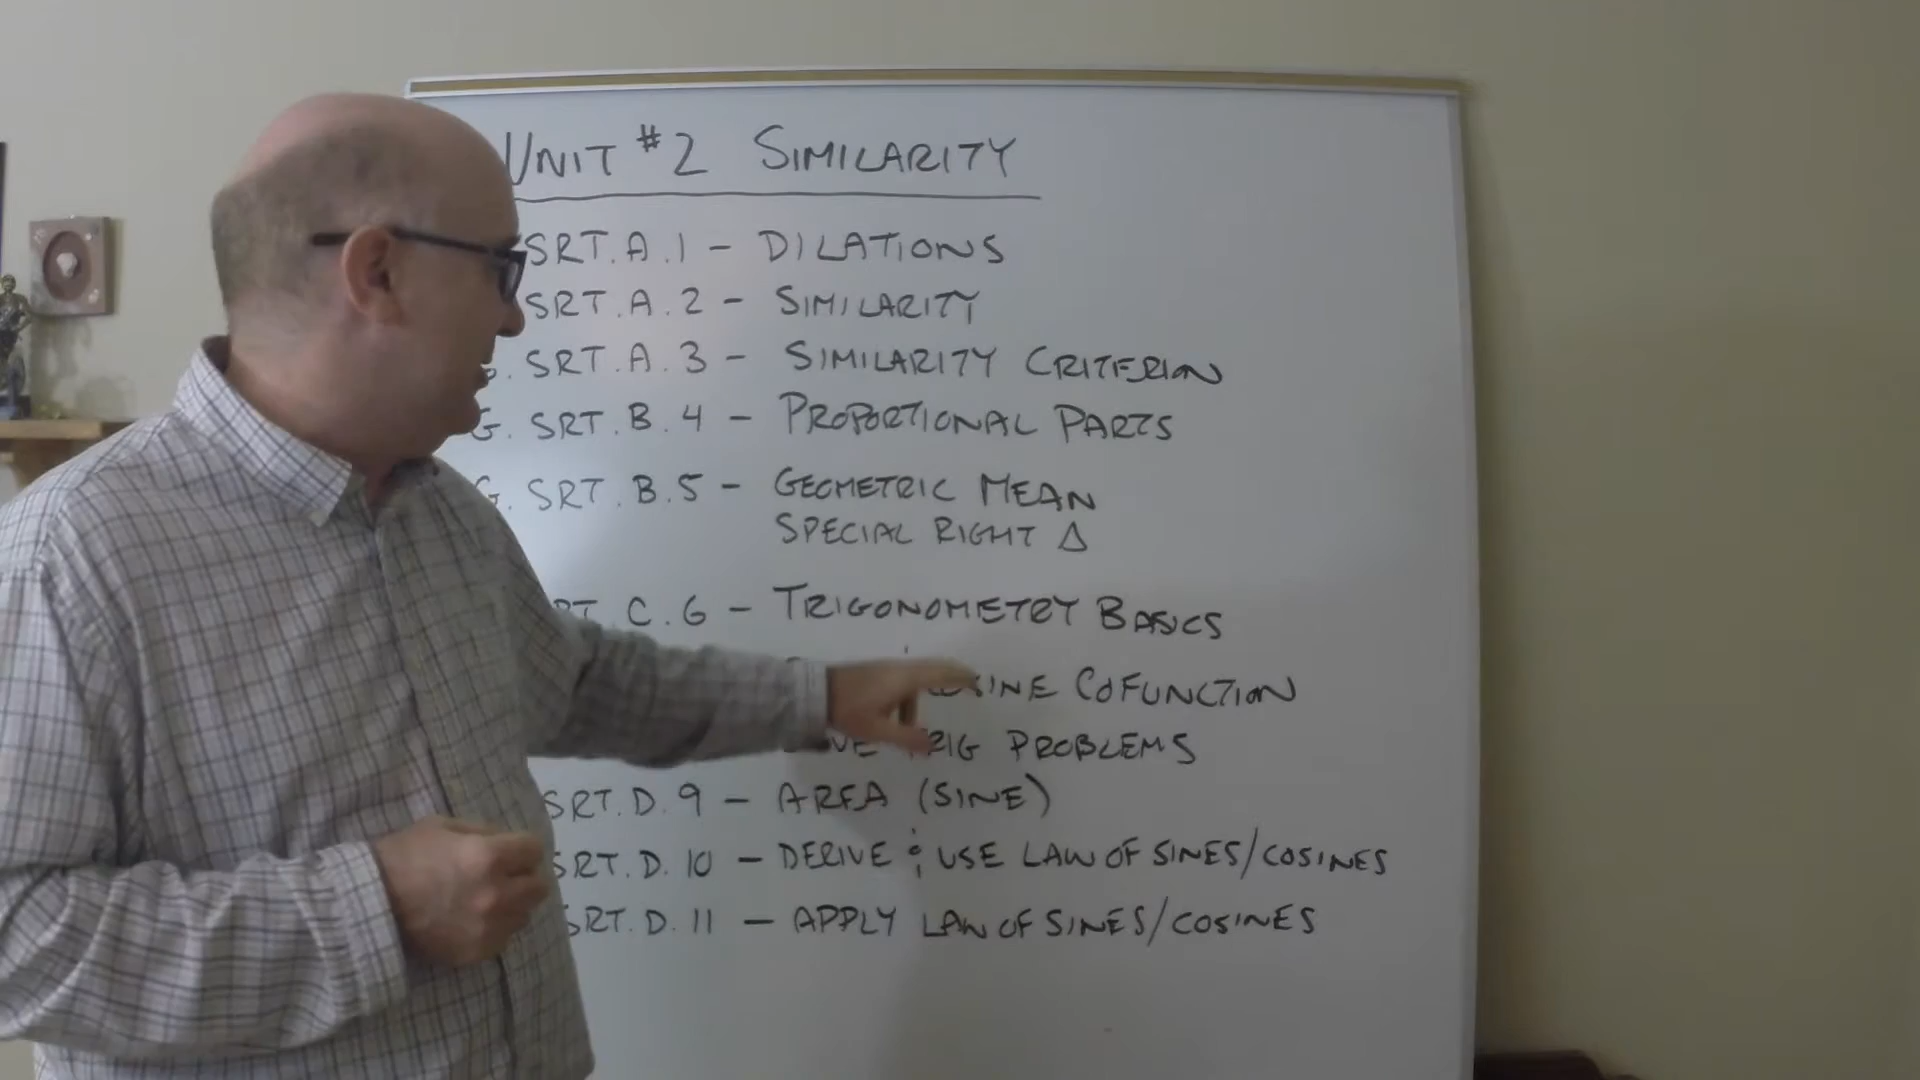 UNIT #2 SIMILARITY
SRT.A.1 - DILATIONS
SRT.A.2 - SIMILARITY
G. SRT.A.3 - SIMILARITY CRITERION
G. SRT.B.4 - PROPORTIONAL PARTS
G. SRT.B.5 - GEOMETRIC MEAN
SPECIAL RIGHT Δ
C.6 - TRIGONOMETRY BASICS
COFUNCTION
TRIG PROBLEMS
SRT.D.9 - AREA (SINE)
SRT.D.10 - DERIVE & USE LAW OF SINES/COSINES
SRT.D.11 - APPLY LAW OF SINES/COSINES